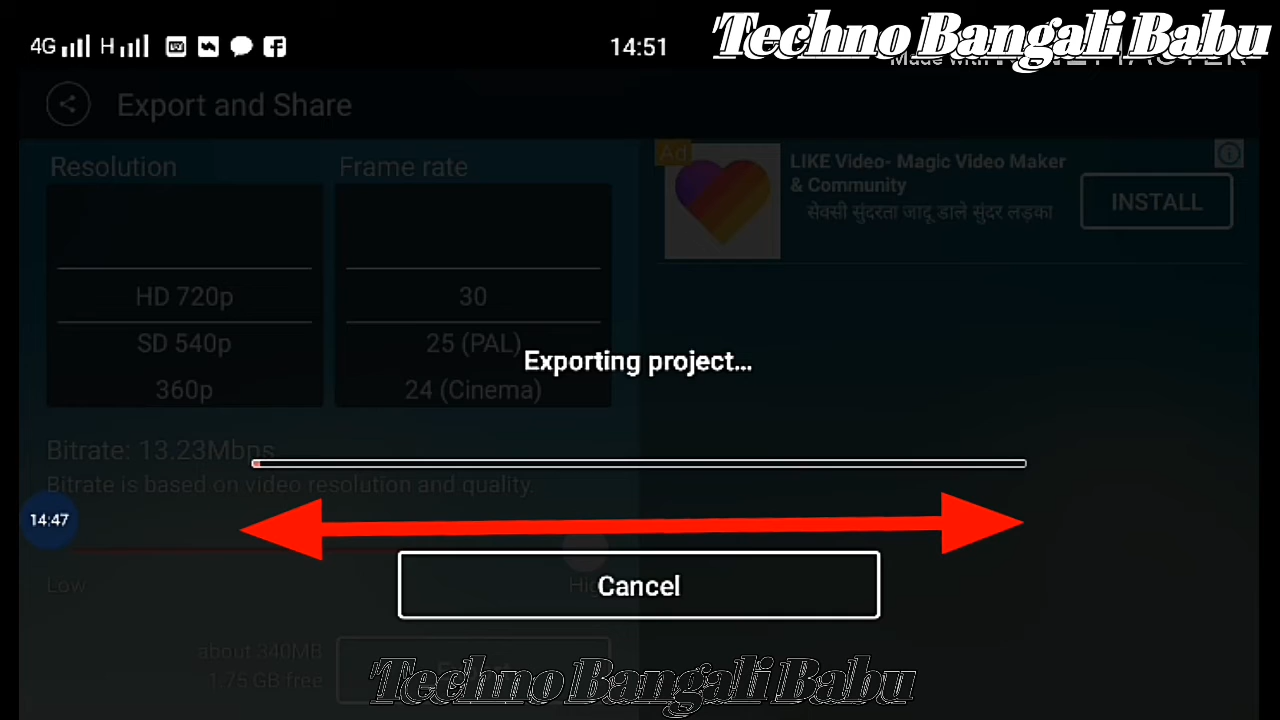 4G H 14:51 Techno Bangali Babu
Made with
Export and Share
Resolution Frame rate
Ad
LIKE Video- Magic Video Maker
& Community
सेक्सी सुंदरता जादू डाले सुंदर लड़का
INSTALL
HD 720p 30
SD 540p 25 (PAL)
Exporting project...
360p 24 (Cinema)
Bitrate: 13.23Mbps
Bitrate is based on video resolution and quality.
14:47
Low
Cancel
about 340MB
1.75 GB free
Techno Bangali Babu